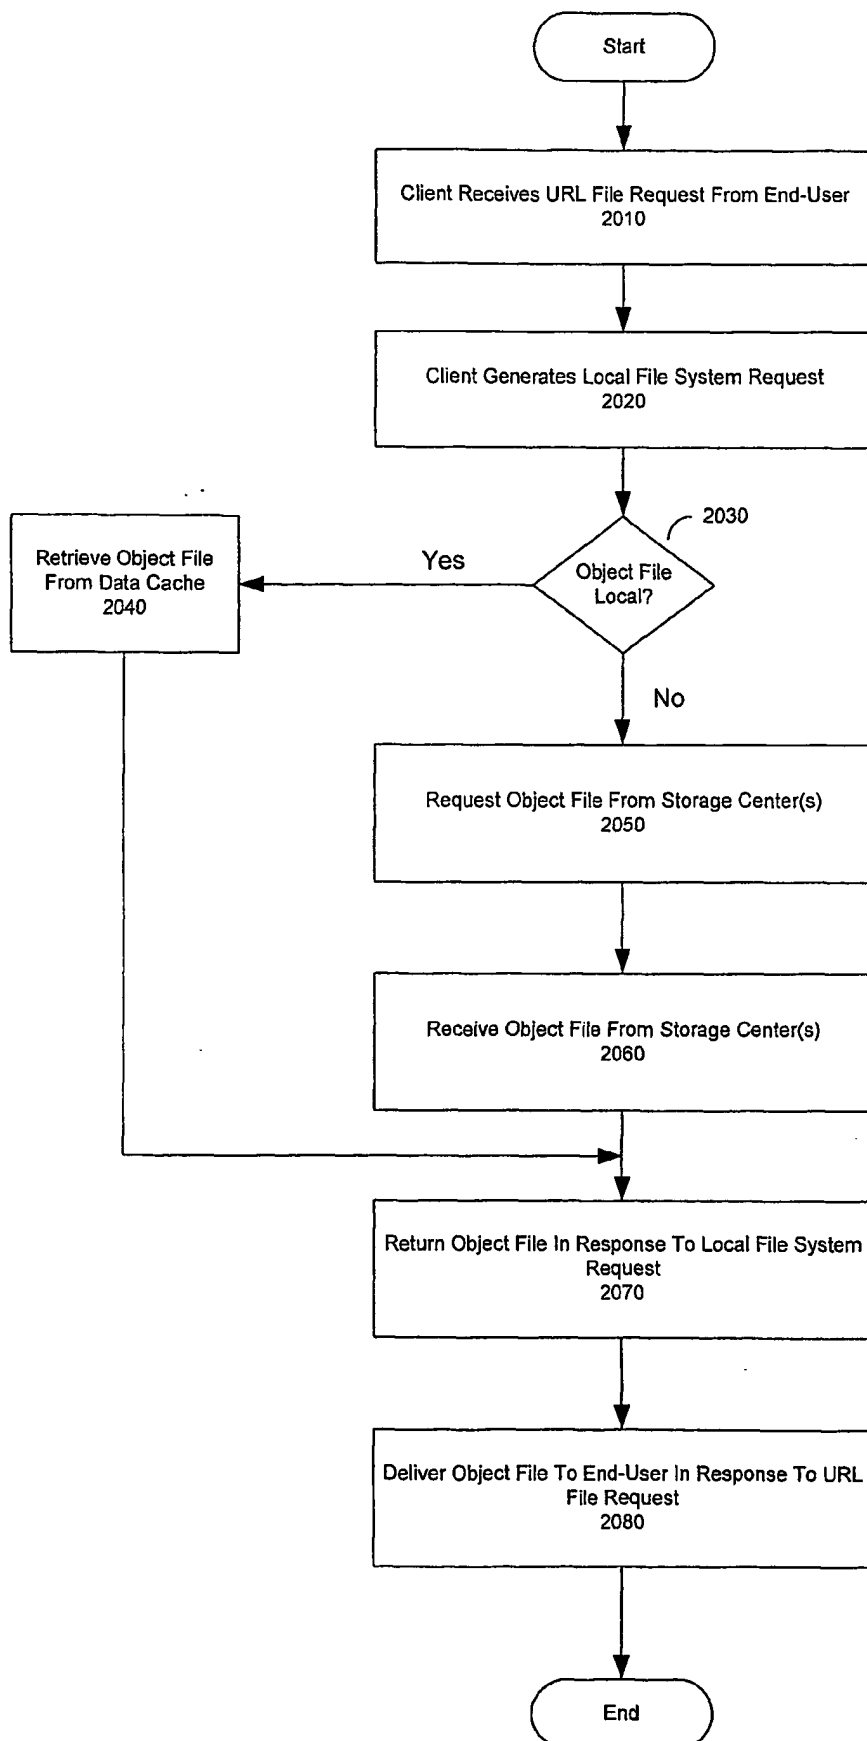 Start
Client Receives URL File Request From End-User
2010
Client Generates Local File System Request
2020
2030
Object File
Local?
Yes
Retrieve Object File
From Data Cache
2040
No
Request Object File From Storage Center(s)
2050
Receive Object File From Storage Center(s)
2060
Return Object File In Response To Local File System
Request
2070
Deliver Object File To End-User In Response To URL
File Request
2080
End